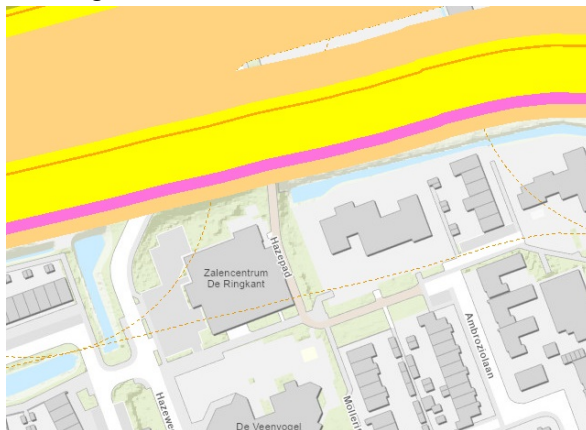 Hazepad
Zalencentrum
De Ringkant
Ambroziolaan
De Veenvogel